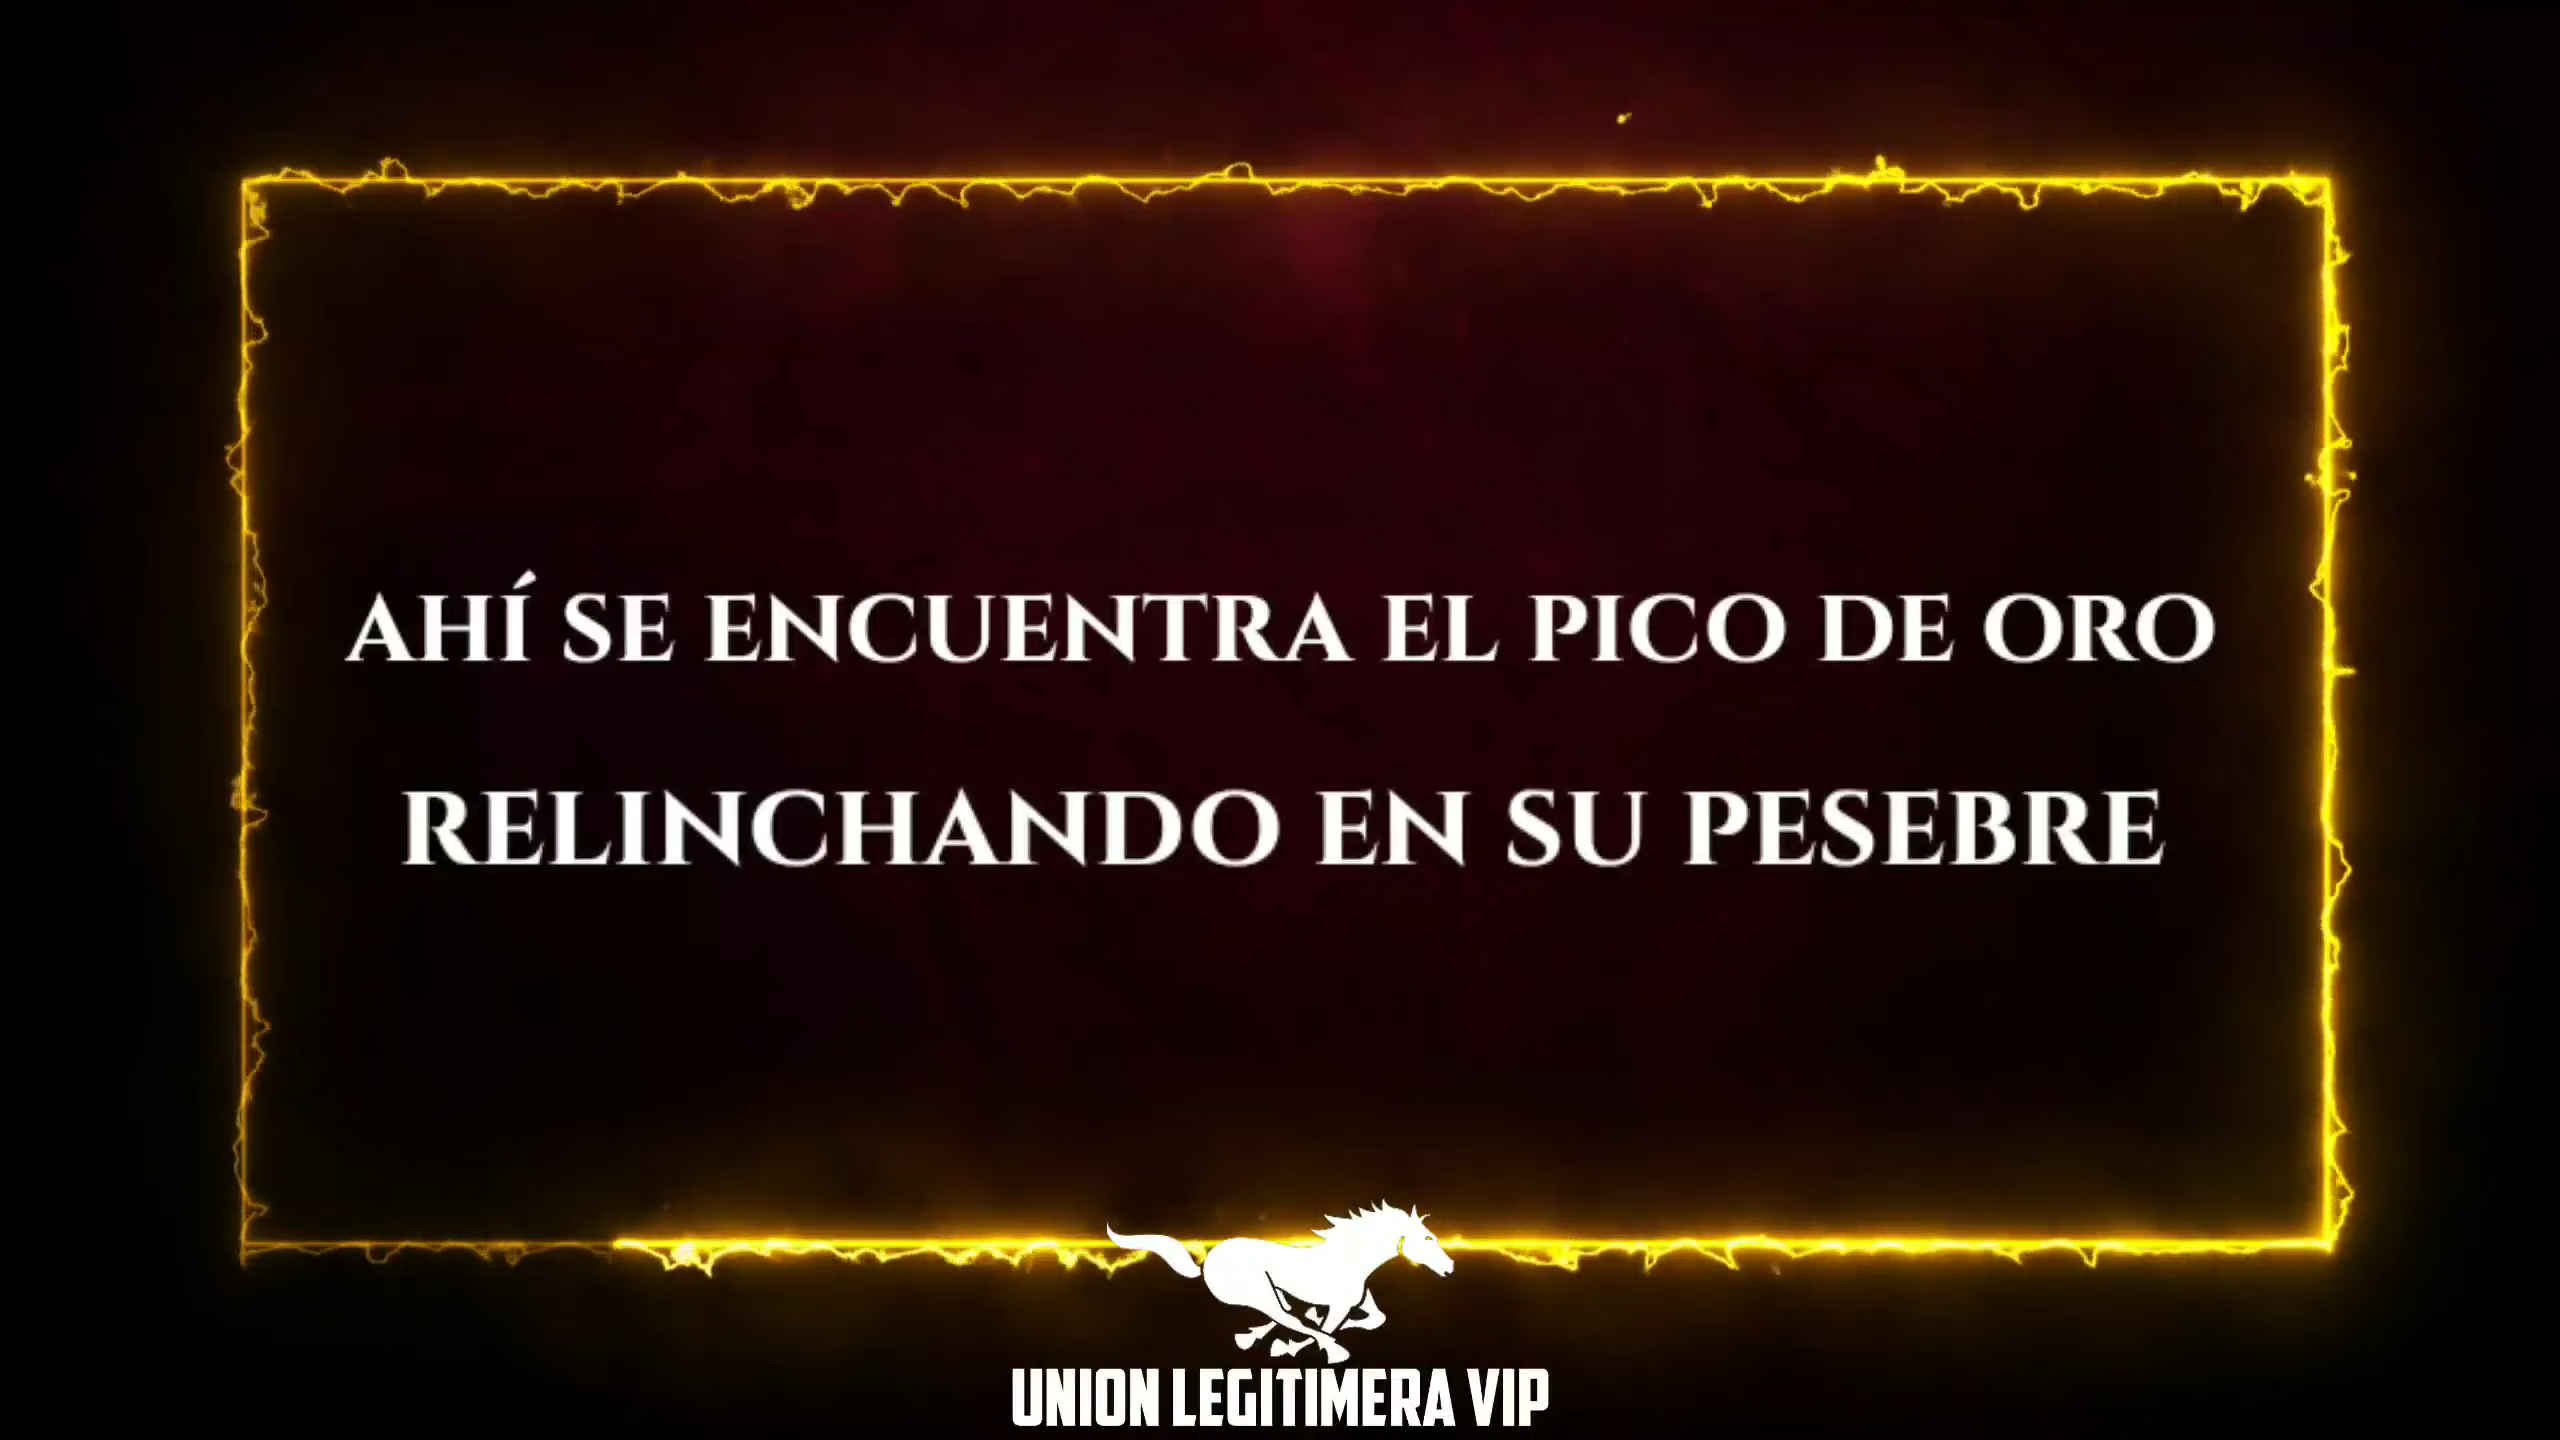 AHÍ SE ENCUENTRA EL PICO DE ORO
RELINCHANDO EN SU PESEBRE
UNION LEGITIMERA VIP